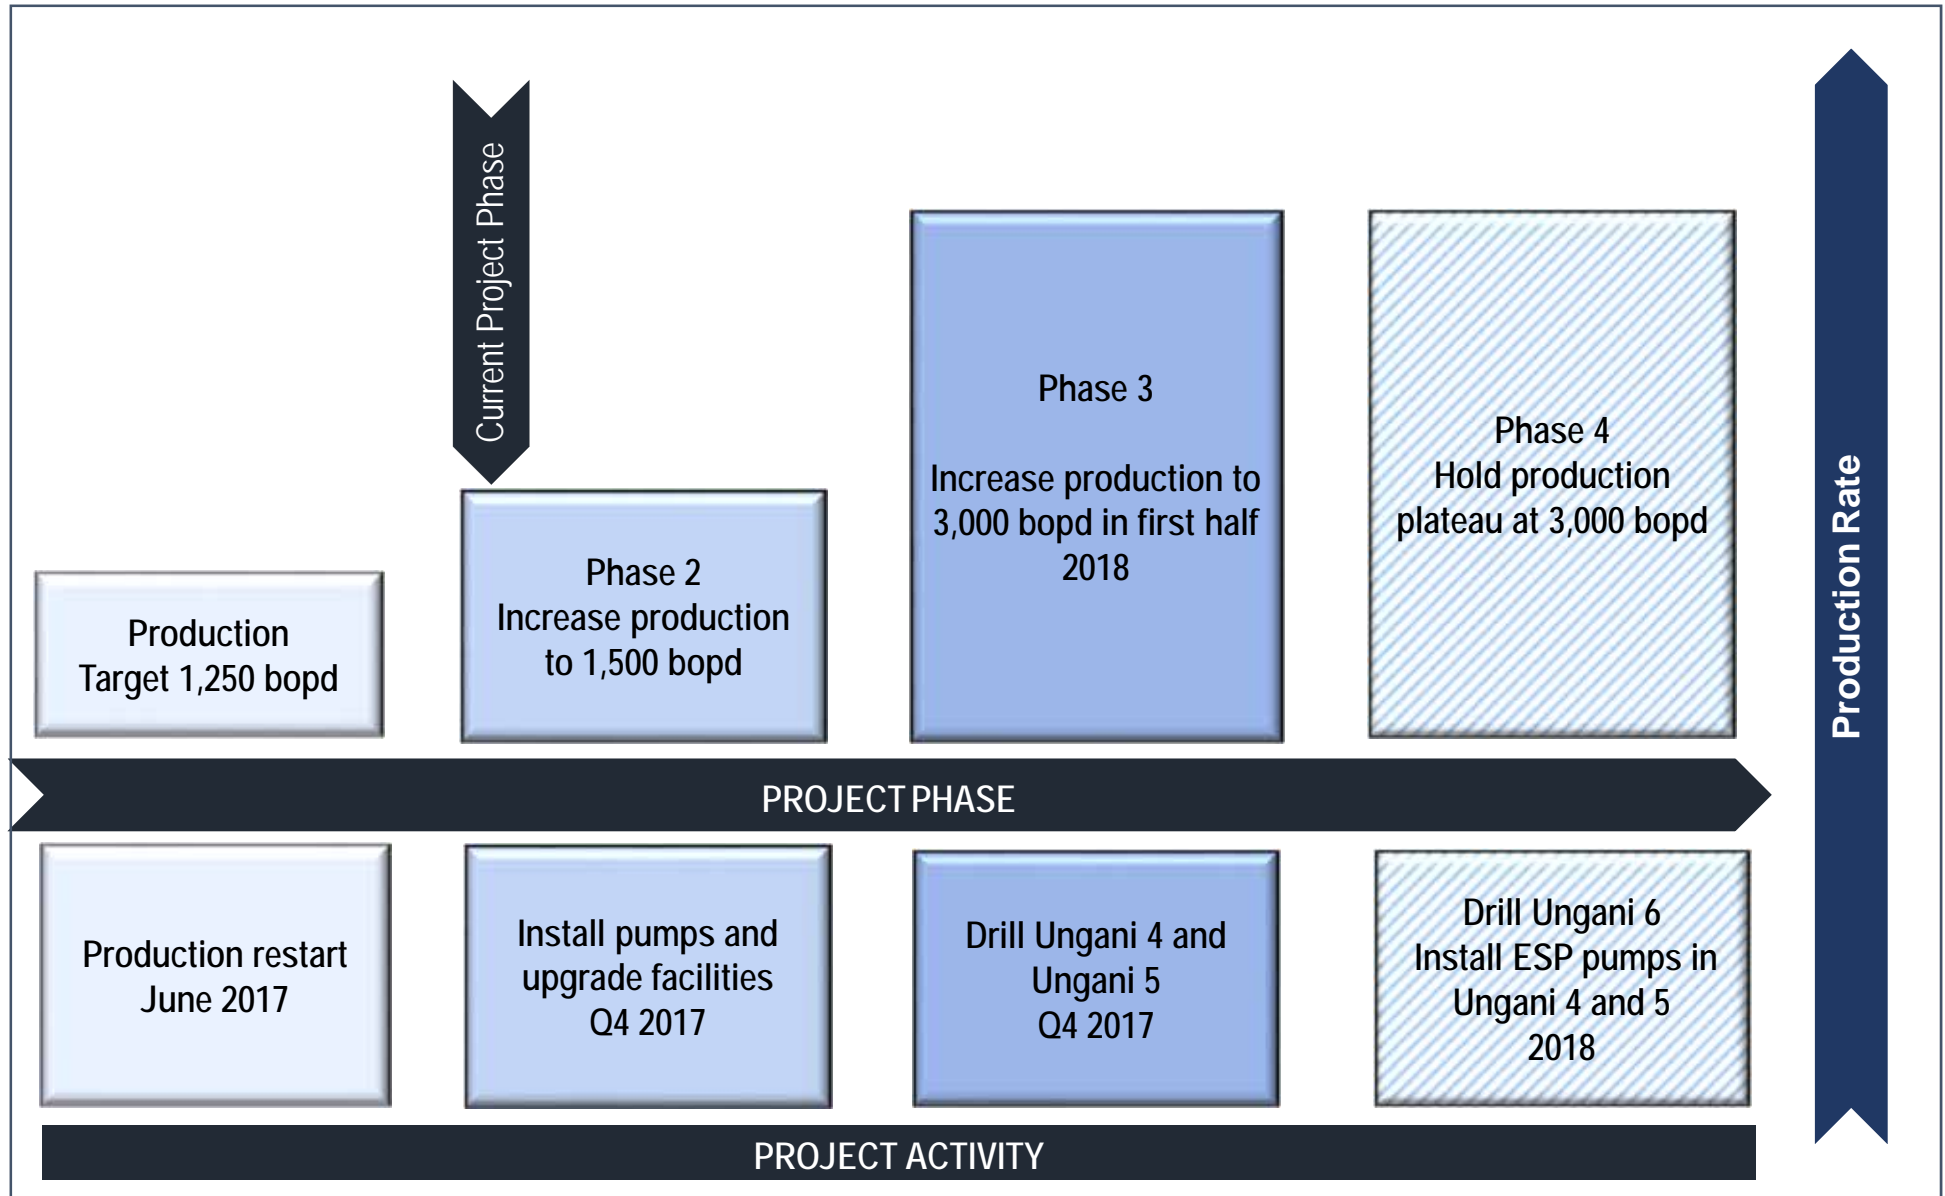 Current Project Phase
Production
Target 1,250 bopd
Phase 2
Increase production
to 1,500 bopd
Phase 3
Increase production to
3,000 bopd in first half
2018
Phase 4
Hold production
plateau at 3,000 bopd
Production Rate
PROJECT PHASE
Production restart
June 2017
Install pumps and
upgrade facilities
Q4 2017
Drill Ungani 4 and
Ungani 5
Q4 2017
Drill Ungani 6
Install ESP pumps in
Ungani 4 and 5
2018
PROJECT ACTIVITY